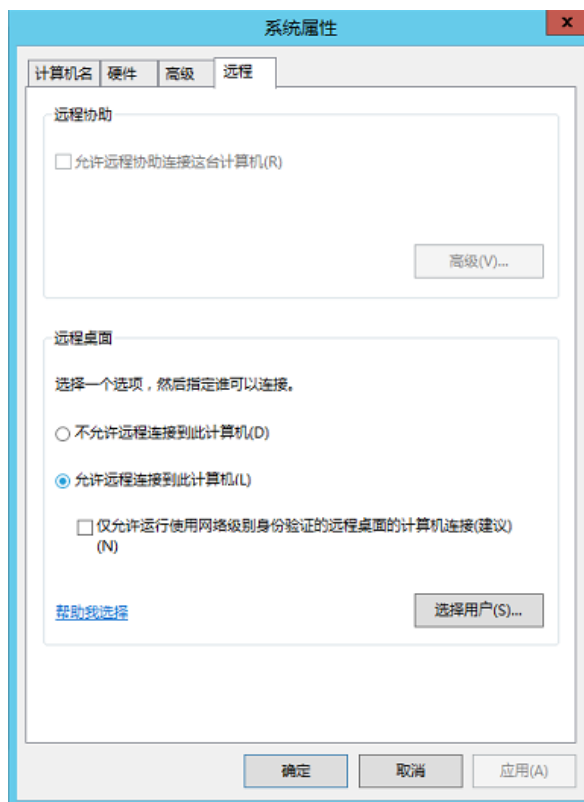 系统属性
x
计算机名 硬件 高级 远程
远程协助
允许远程协助连接这台计算机(R)
高级(V)...
远程桌面
选择一个选项，然后指定谁可以连接。
不允许远程连接到此计算机(D)
允许远程连接到此计算机(L)
仅允许运行使用网络级别身份验证的远程桌面的计算机连接(建议)
(N)
帮助我选择
选择用户(S)...
确定 取消 应用(A)